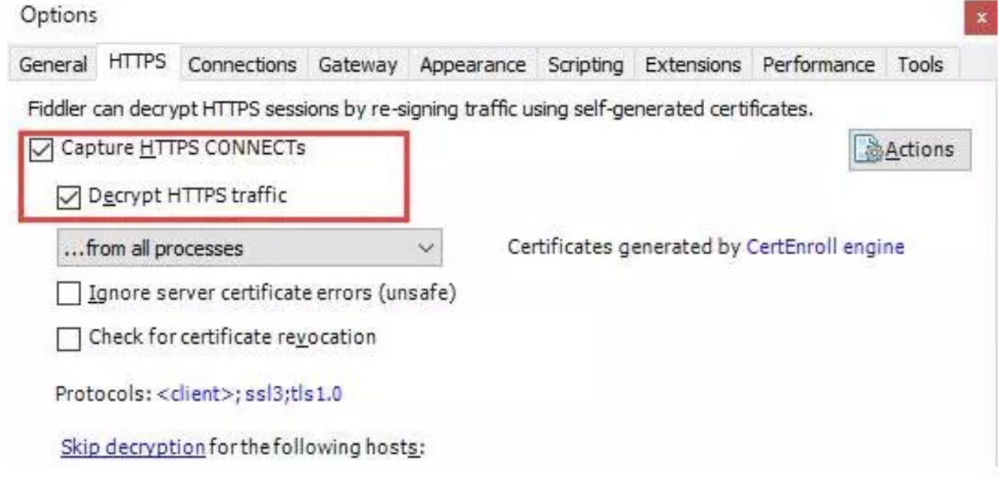 Options
x
General HTTPS Connections Gateway Appearance Scripting Extensions Performance Tools
Fiddler can decrypt HTTPS sessions by re-signing traffic using self-generated certificates.
Capture HTTPS CONNECTs
Actions
Decrypt HTTPS traffic
...from all processes
Certificates generated by CertEnroll engine
Ignore server certificate errors (unsafe)
Check for certificate revocation
Protocols: <client>; ssl3;tls1.0
Skip decryption for the following hosts: